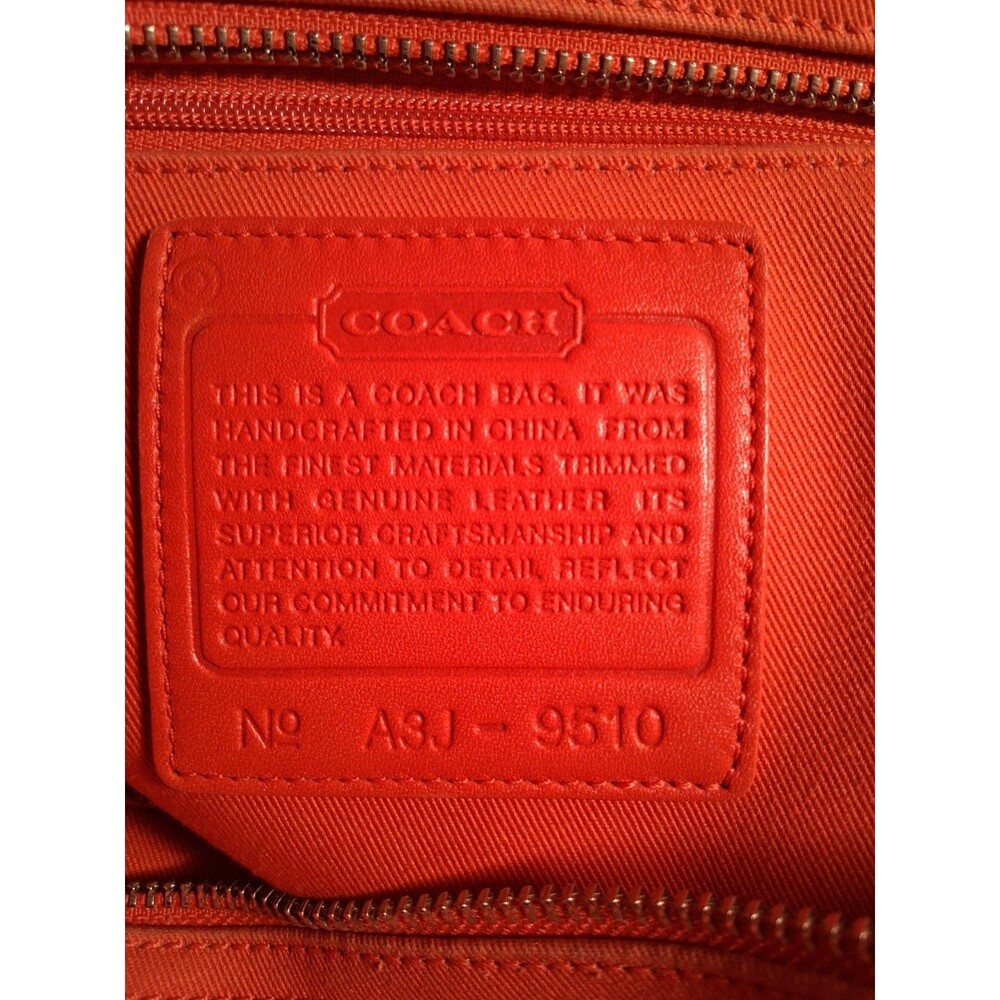 COACH
THIS IS A COACH BAG. IT WAS
HANDCRAFTED IN CHINA FROM
THE FINEST MATERIALS TRIMMED
WITH GENUINE LEATHER ITS
SUPERIOR CRAFTSMANSHIP AND
ATTENTION TO DETAIL REFLECT
OUR COMMITMENT TO ENDURING
QUALITY.
Nº A3J - 9510